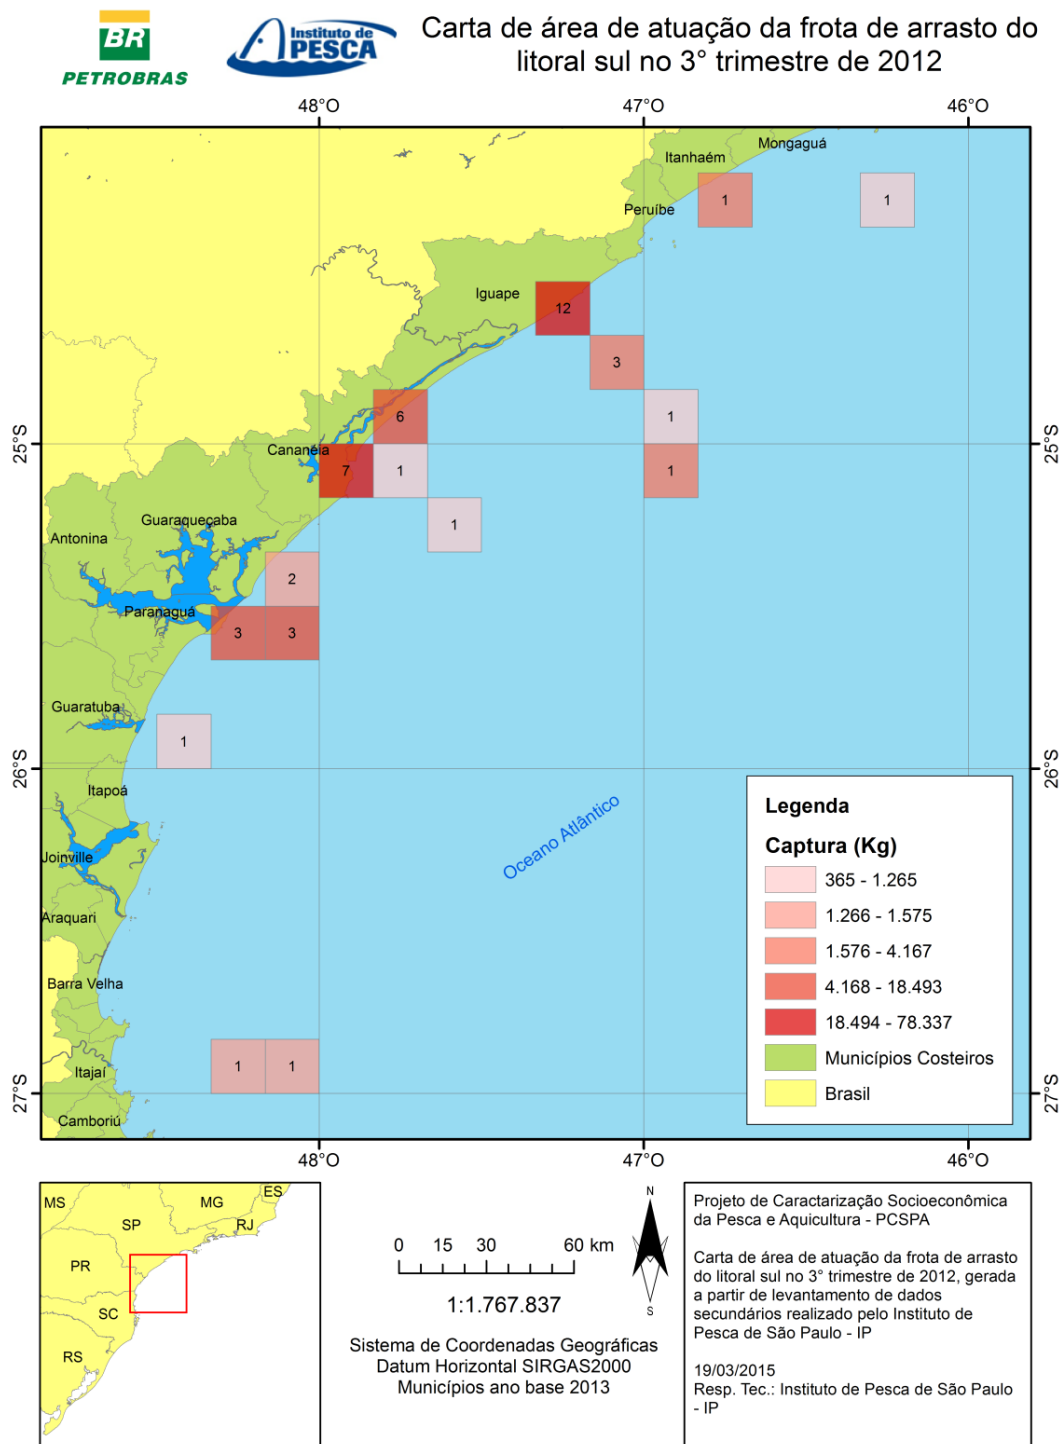 BR
PETROBRAS
Instituto de
PESCA
Carta de área de atuação da frota de arrasto do
litoral sul no 3° trimestre de 2012
48°O
47°O
46°O
Mongaguá
Itanhaém
1
1
Peruíbe
Iguape
12
3
6
1
25°S
25°S
Cananéia
7
1
1
1
Guaraqueçaba
Antonina
2
Paranaguá
3
3
Guaratuba
1
26°S
26°S
Itapoá
Oceano Atlântico
Joinville
Araquari
Barra Velha
1
1
Itajaí
27°S
27°S
Camboriú
Legenda
Captura (Kg)
365 - 1.265
1.266 - 1.575
1.576 - 4.167
4.168 - 18.493
18.494 - 78.337
Municípios Costeiros
Brasil
48°O
47°O
46°O
MS
MG
ES
SP
RJ
PR
SC
RS
0 15 30 60 km
1:1.767.837
N
S
Sistema de Coordenadas Geográficas
Datum Horizontal SIRGAS2000
Municípios ano base 2013
Projeto de Caractarização Socioeconômica
da Pesca e Aquicultura - PCSPA
Carta de área de atuação da frota de arrasto
do litoral sul no 3° trimestre de 2012, gerada
a partir de levantamento de dados
secundários realizado pelo Instituto de
Pesca de São Paulo - IP
19/03/2015
Resp. Tec.: Instituto de Pesca de São Paulo
- IP